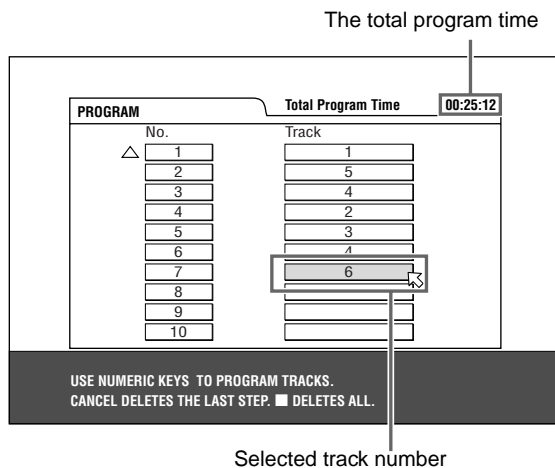 The total program time
PROGRAM Total Program Time 00:25:12
No. Track
1 1
2 5
3 4
4 2
5 3
6 4
7 6
8
9
10
USE NUMERIC KEYS TO PROGRAM TRACKS.
CANCEL DELETES THE LAST STEP. ■ DELETES ALL.
Selected track number